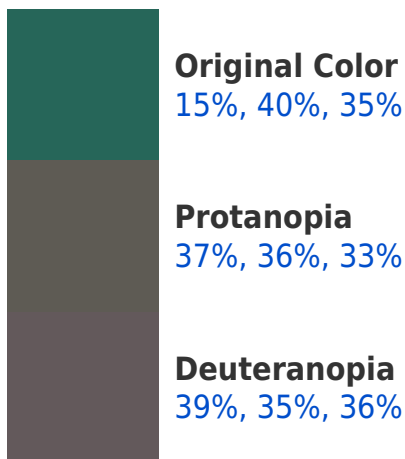 Original Color
15%, 40%, 35%
Protanopia
37%, 36%, 33%
Deuteranopia
39%, 35%, 36%